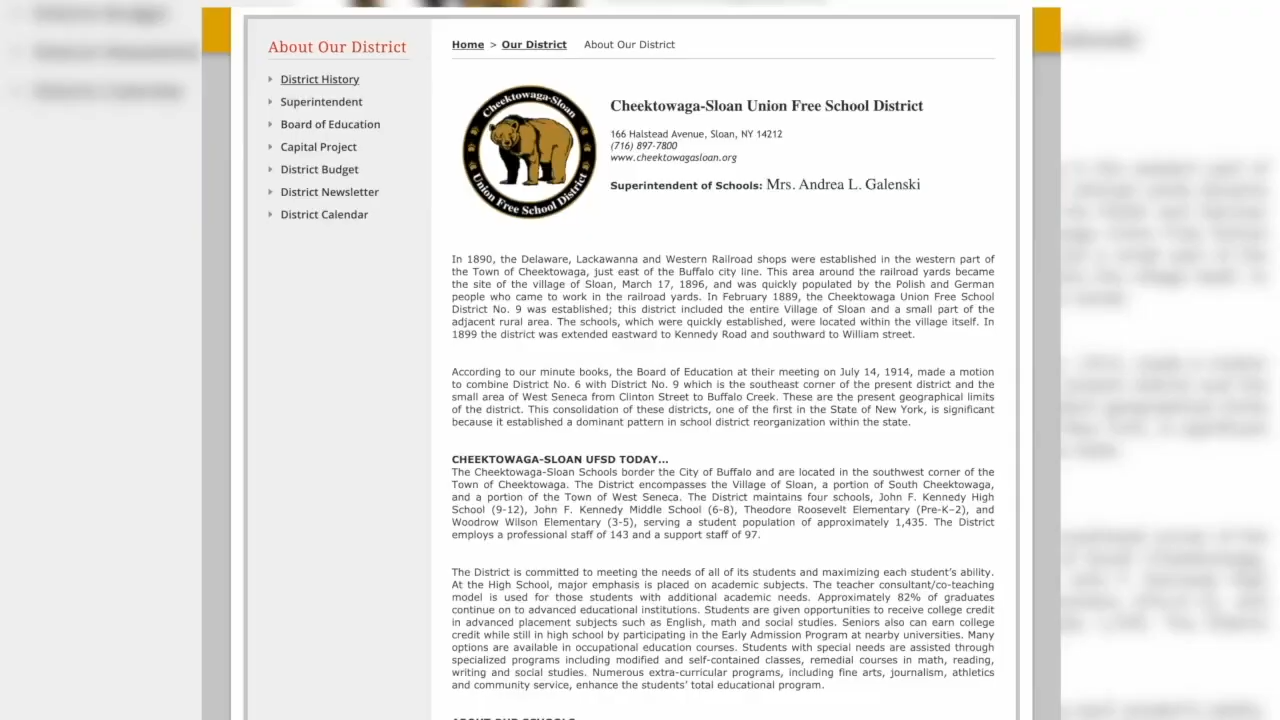 About Our District
District History
Superintendent
Board of Education
Capital Project
District Budget
District Newsletter
District Calendar
Home > Our District About Our District
Cheektowaga-Sloan
Union Free School District
Cheektowaga-Sloan Union Free School District
166 Halstead Avenue, Sloan, NY 14212
(716) 897-7800
www.cheektowagasloan.org
Superintendent of Schools: Mrs. Andrea L. Galenski
In 1890, the Delaware, Lackawanna and Western Railroad shops were established in the western part of
the Town of Cheektowaga, just east of the Buffalo city line. This area around the railroad yards became
the site of the village of Sloan, March 17, 1896, and was quickly populated by the Polish and German
people who came to work in the railroad yards. In February 1889, the Cheektowaga Union Free School
District No. 9 was established; this district included the entire Village of Sloan and a small part of the
adjacent rural area. The schools, which were quickly established, were located within the village itself. In
1899 the district was extended eastward to Kennedy Road and southward to William street.
According to our minute books, the Board of Education at their meeting on July 14, 1914, made a motion
to combine District No. 6 with District No. 9 which is the southeast corner of the present district and the
small area of West Seneca from Clinton Street to Buffalo Creek. These are the present geographical limits
of the district. This consolidation of these districts, one of the first in the State of New York, is significant
because it established a dominant pattern in school district reorganization within the state.
CHEEKTOWAGA-SLOAN UFSD TODAY...
The Cheektowaga-Sloan Schools border the City of Buffalo and are located in the southwest corner of the
Town of Cheektowaga. The District encompasses the Village of Sloan, a portion of South Cheektowaga,
and a portion of the Town of West Seneca. The District maintains four schools, John F. Kennedy High
School (9-12), John F. Kennedy Middle School (6-8), Theodore Roosevelt Elementary (Pre-K–2), and
Woodrow Wilson Elementary (3-5), serving a student population of approximately 1,435. The District
employs a professional staff of 143 and a support staff of 97.
The District is committed to meeting the needs of all of its students and maximizing each student's ability.
At the High School, major emphasis is placed on academic subjects. The teacher consultant/co-teaching
model is used for those students with additional academic needs. Approximately 82% of graduates
continue on to advanced educational institutions. Students are given opportunities to receive college credit
in advanced placement subjects such as English, math and social studies. Seniors also can earn college
credit while still in high school by participating in the Early Admission Program at nearby universities. Many
options are available in occupational education courses. Students with special needs are assisted through
specialized programs including modified and self-contained classes, remedial courses in math, reading,
writing and social studies. Numerous extra-curricular programs, including fine arts, journalism, athletics
and community service, enhance the students' total educational program.